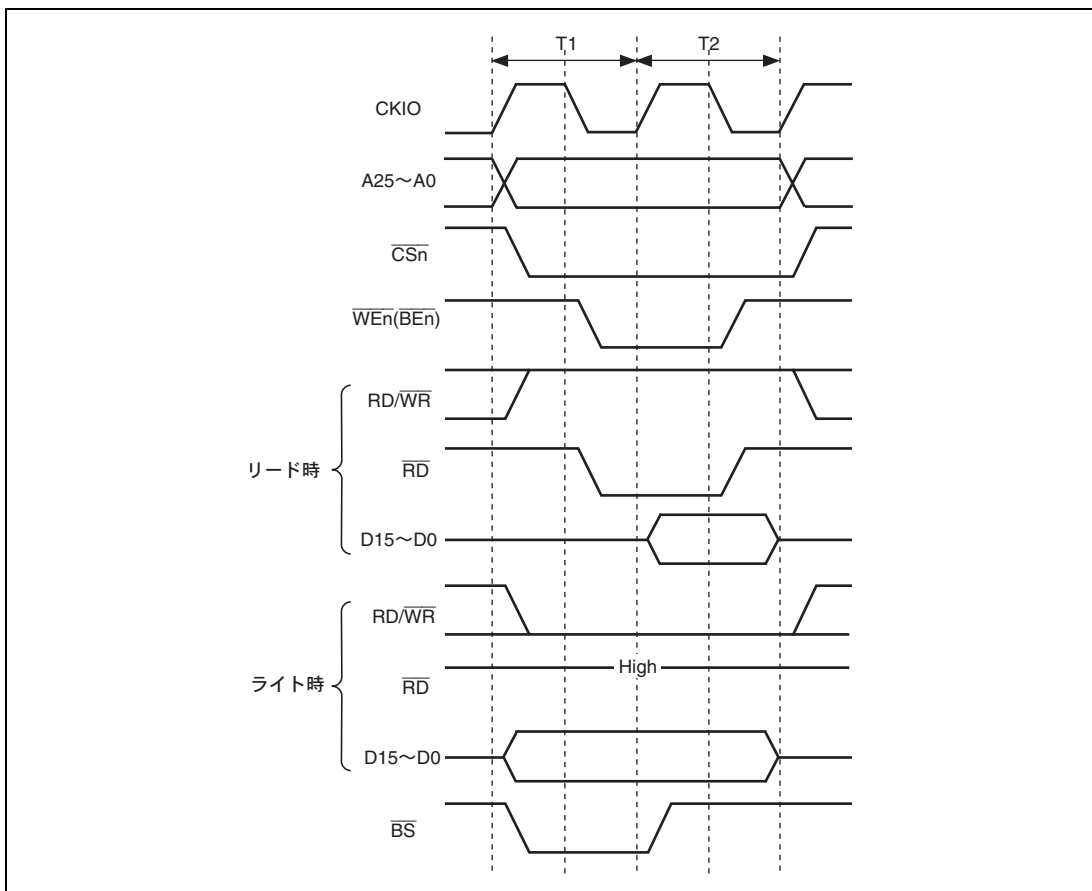 T1 T2
CKIO
A25～A0
CSn
WEn(BEn)
RD/WR
リード時
RD
D15～D0
RD/WR
High
ライト時
RD
D15～D0
BS